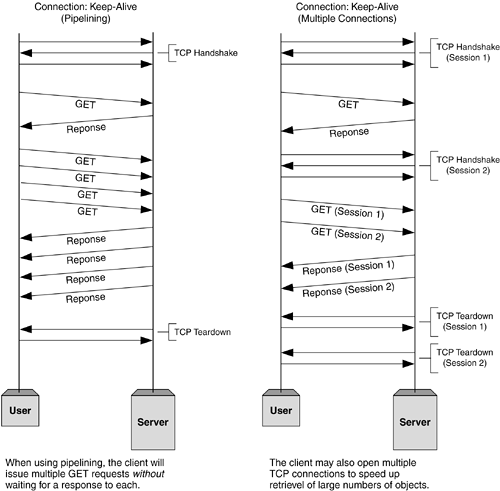 Connection: Keep-Alive
(Pipelining)
TCP Handshake
GET
Reponse
GET
GET
GET
GET
Reponse
Reponse
Reponse
Reponse
TCP Teardown
User
Server
When using pipelining, the client will
issue multiple GET requests without
waiting for a response to each.
Connection: Keep-Alive
(Multiple Connections)
TCP Handshake
(Session 1)
GET
Reponse
TCP Handshake
(Session 2)
GET (Session 1)
GET (Session 2)
Reponse (Session 1)
Reponse (Session 2)
TCP Teardown
(Session 1)
TCP Teardown
(Session 2)
User
Server
The client may also open multiple
TCP connections to speed up
retrievel of large numbers of objects.